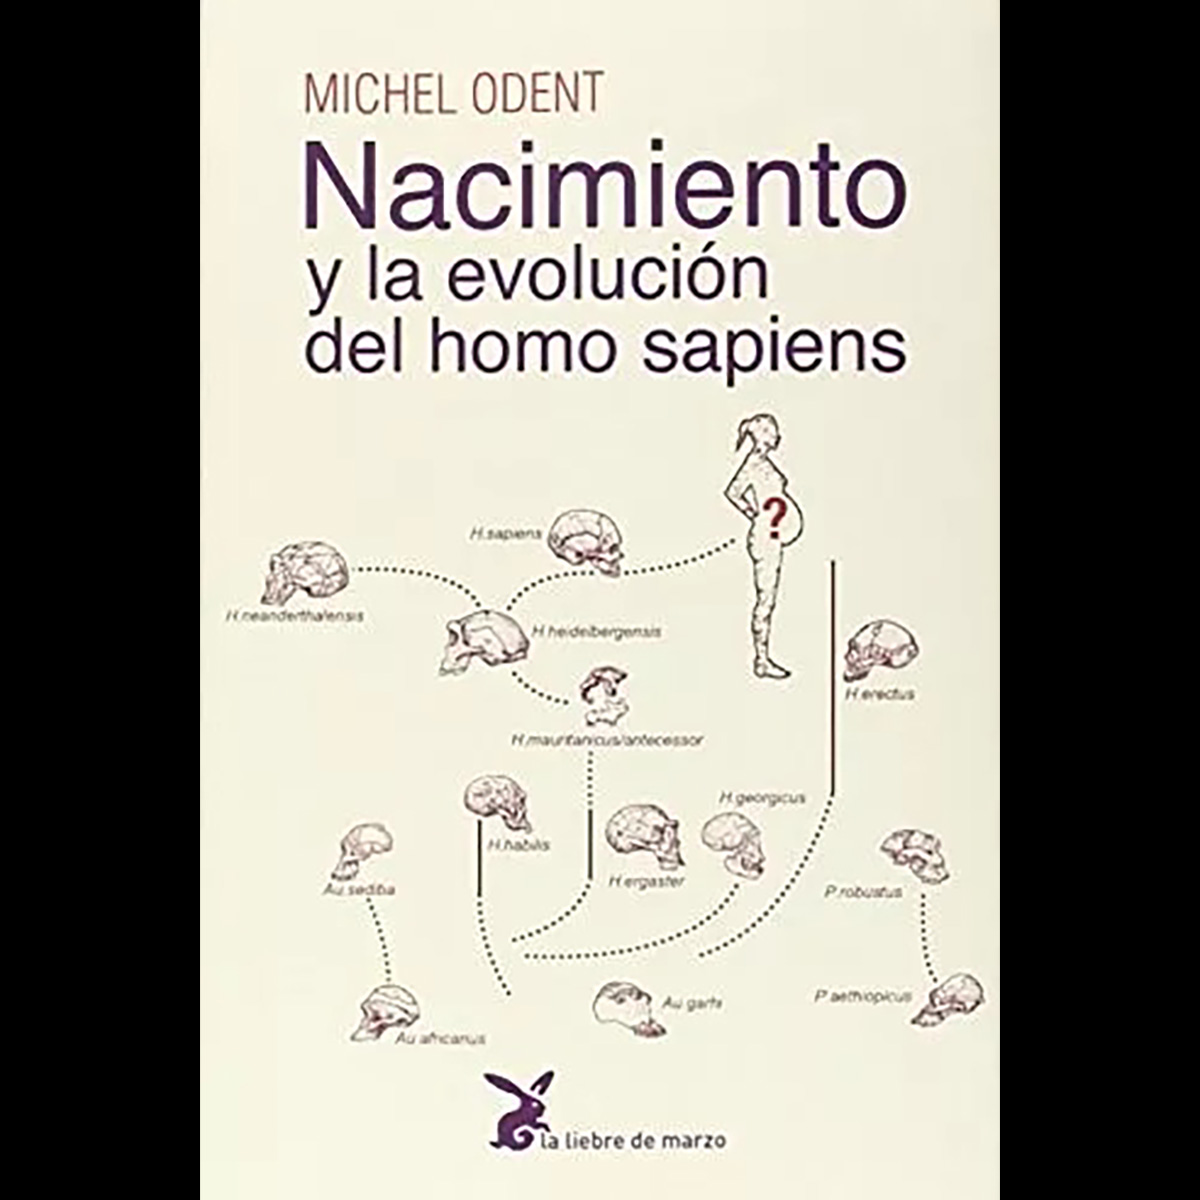 MICHEL ODENT
Nacimiento
y la evolución
del homo sapiens
?
H.sapiens
H.neanderthalensis
H.heidelbergensis
H.erectus
H.mauritanicus/antecessor
H.georgicus
H.habilis
H.ergaster
Au.sediba
P.robustus
Au garhi
P.aethiopicus
Au africanus
la liebre de marzo